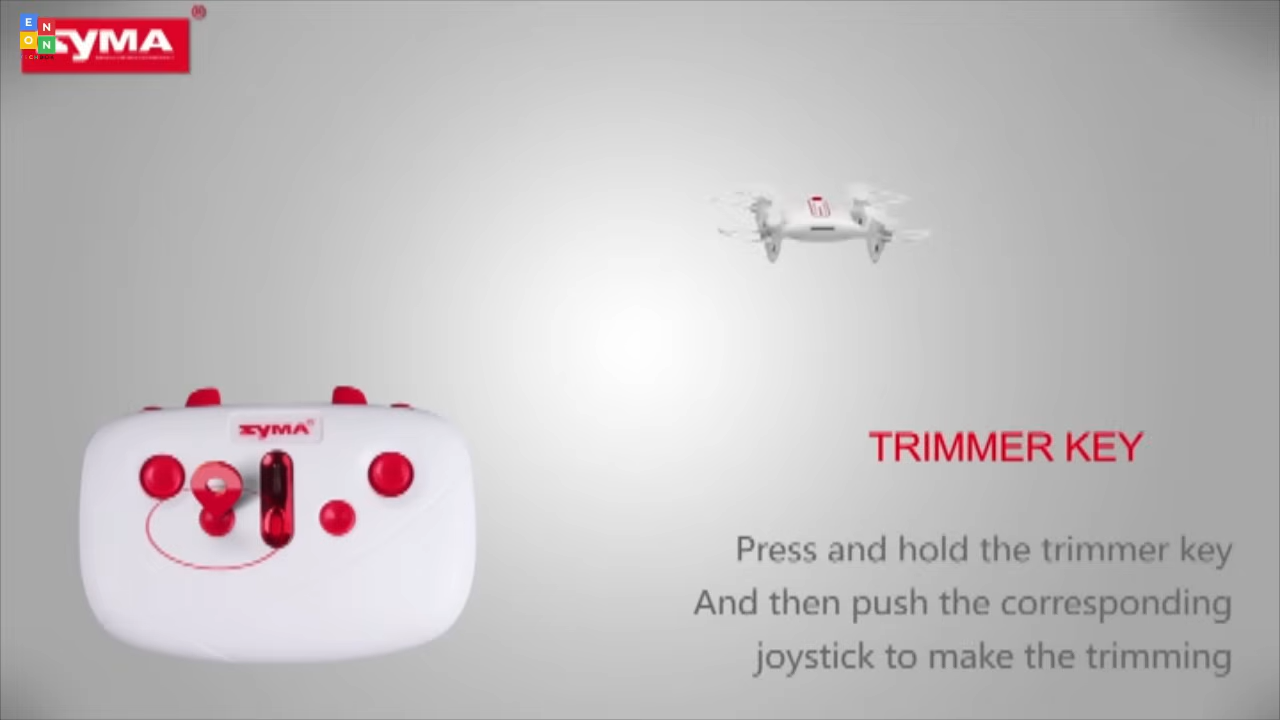 E N
O N
SYMA
®
SYMA®
TRIMMER KEY
Press and hold the trimmer key
And then push the corresponding
joystick to make the trimming